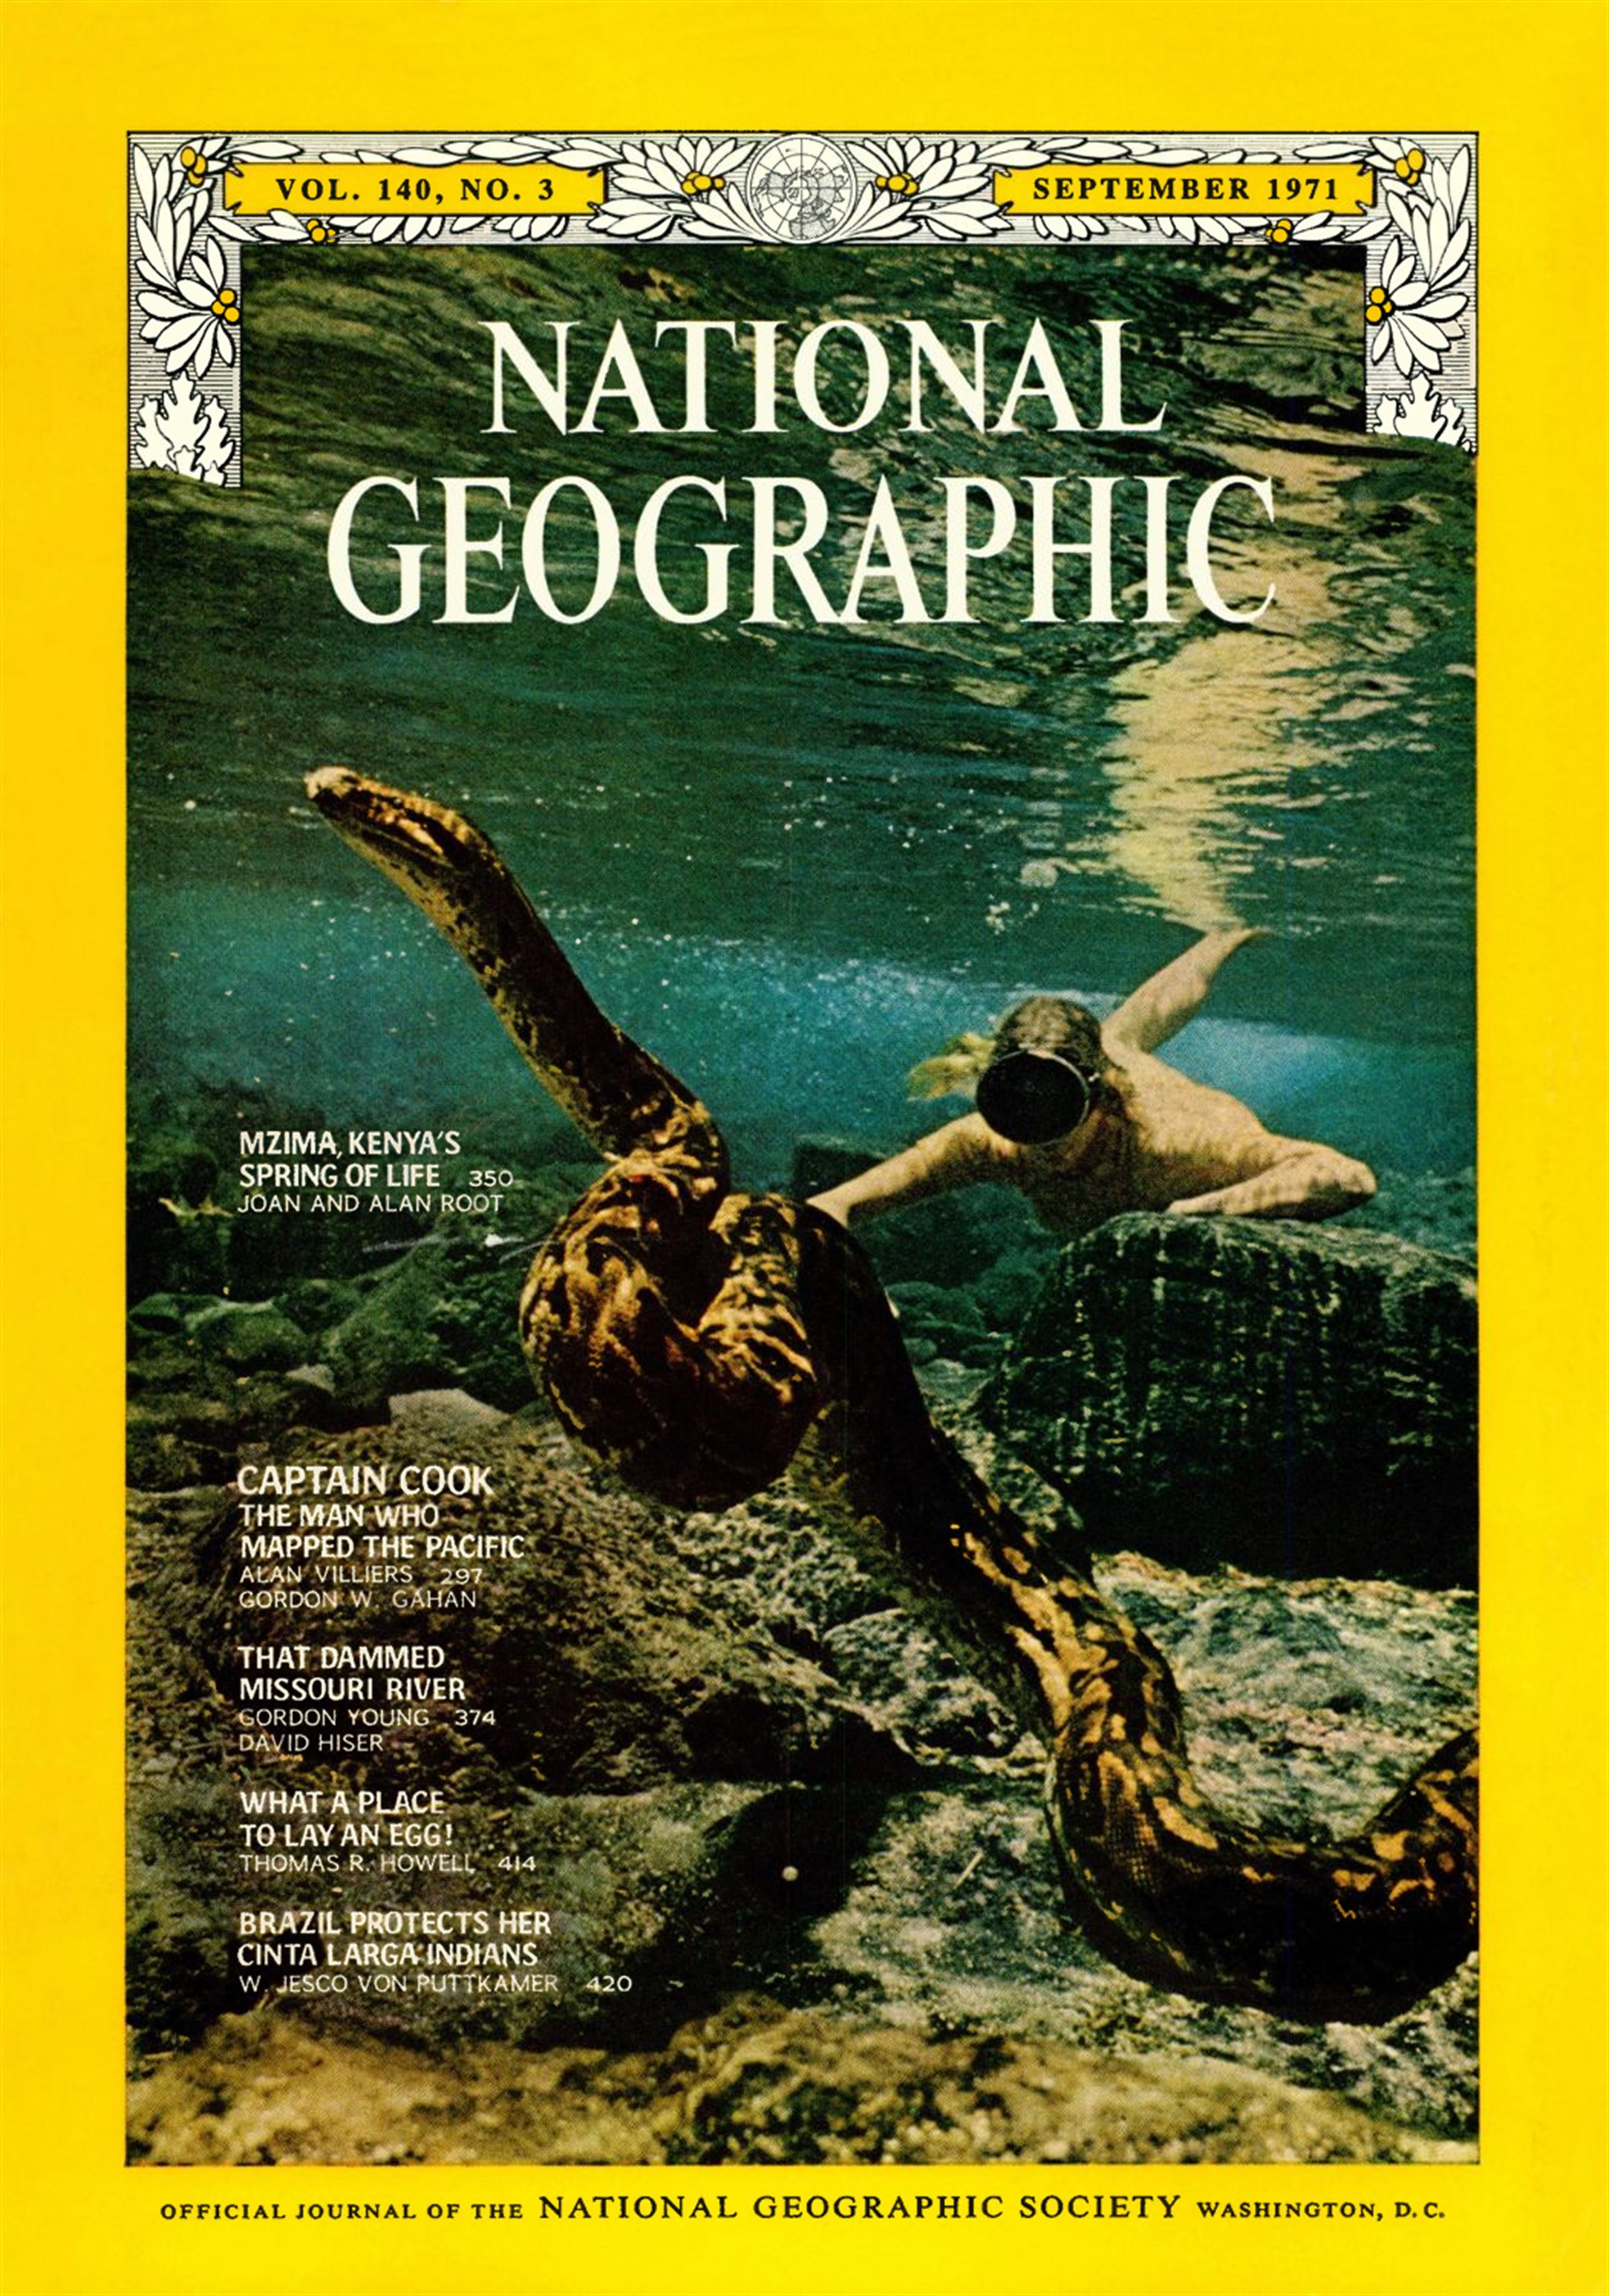 VOL. 140, NO. 3
SEPTEMBER 1971
NATIONAL
GEOGRAPHIC
MZIMA, KENYA'S
SPRING OF LIFE 350
JOAN AND ALAN ROOT
CAPTAIN COOK
THE MAN WHO
MAPPED THE PACIFIC
ALAN VILLIERS 297
GORDON W. GAHAN
THAT DAMMED
MISSOURI RIVER
GORDON YOUNG 374
DAVID HISER
WHAT A PLACE
TO LAY AN EGG!
THOMAS R. HOWELL 414
BRAZIL PROTECTS HER
CINTA LARGA INDIANS
W. JESCO VON PUTTKAMER 420
OFFICIAL JOURNAL OF THE NATIONAL GEOGRAPHIC SOCIETY WASHINGTON, D.C.